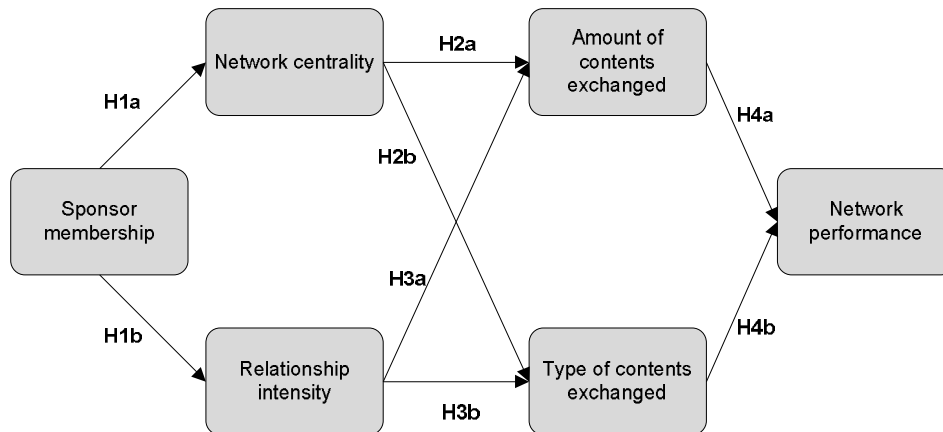 Network centrality
H2a
Amount of
contents
exchanged
H1a
H4a
H2b
Sponsor
membership
Network
performance
H3a
H1b
H4b
Relationship
intensity
H3b
Type of contents
exchanged